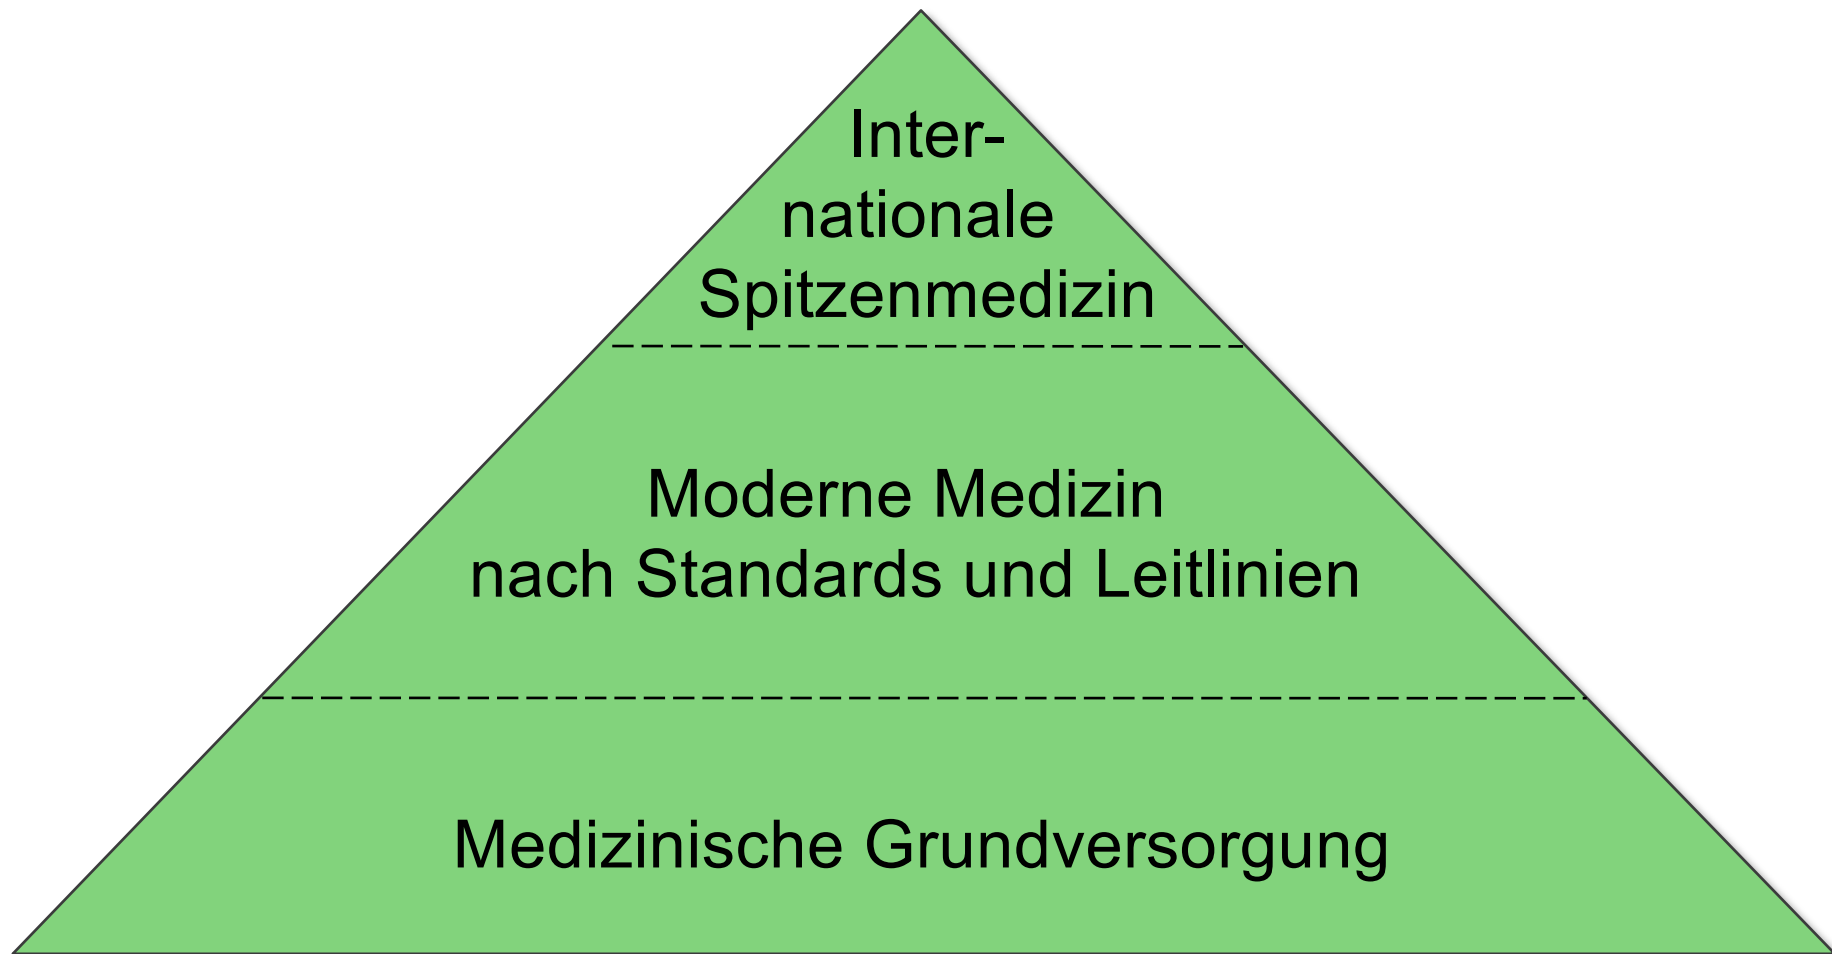 Inter-
nationale
Spitzenmedizin
Moderne Medizin
nach Standards und Leitlinien
Medizinische Grundversorgung